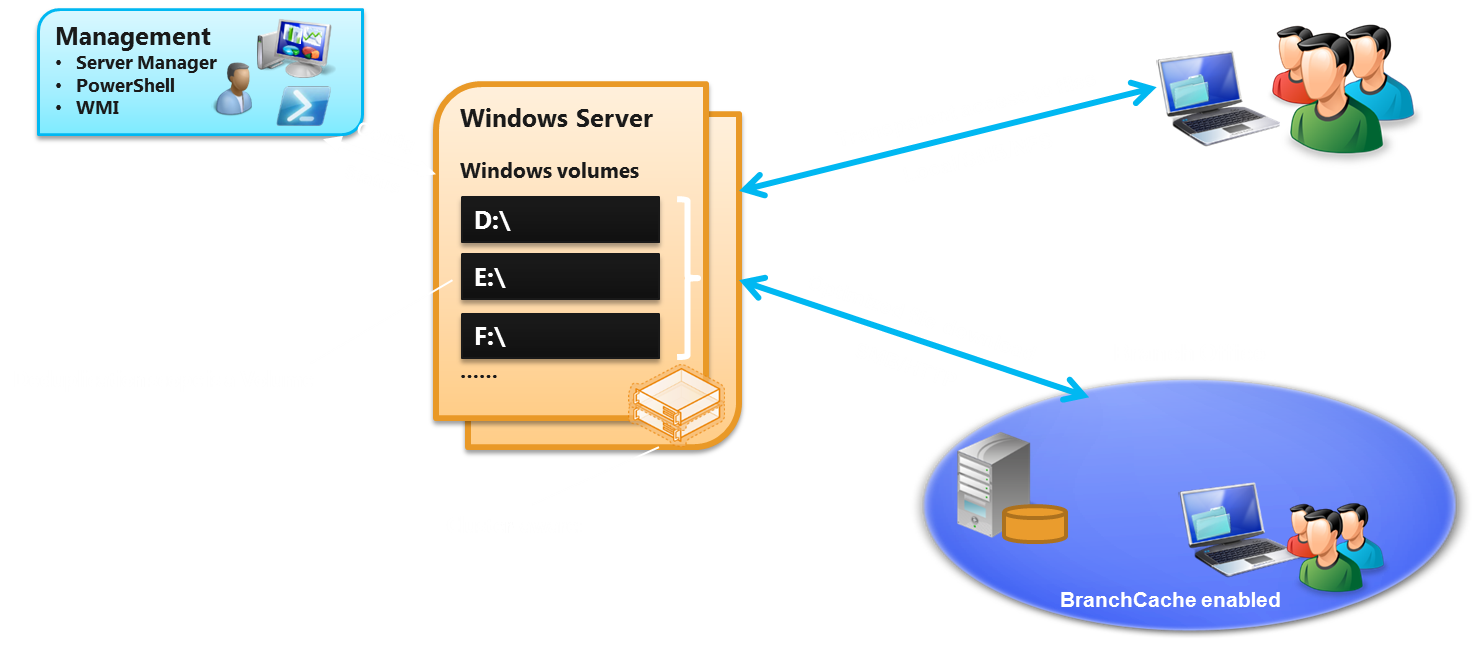 Management
• Server Manager
• PowerShell
• WMI
Windows Server
Windows volumes
D:\
E:\
F:\
......
BranchCache enabled